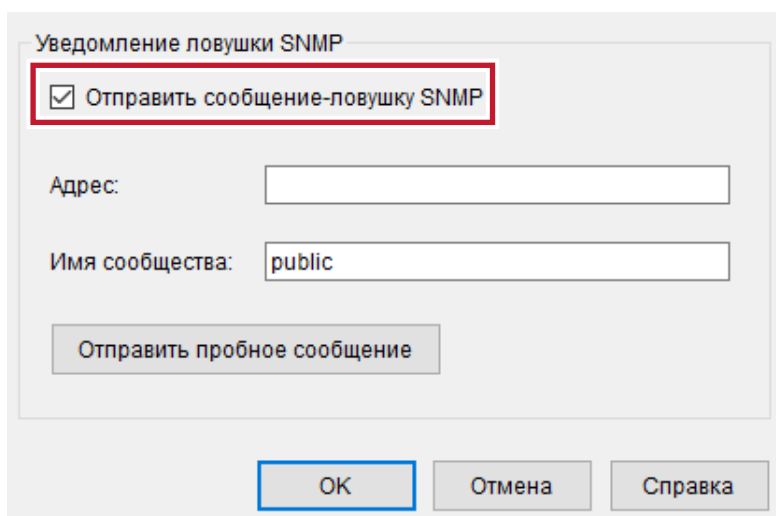 Уведомление ловушки SNMP
Отправить сообщение-ловушку SNMP
Адрес:
Имя сообщества: public
Отправить пробное сообщение
OK Отмена Справка